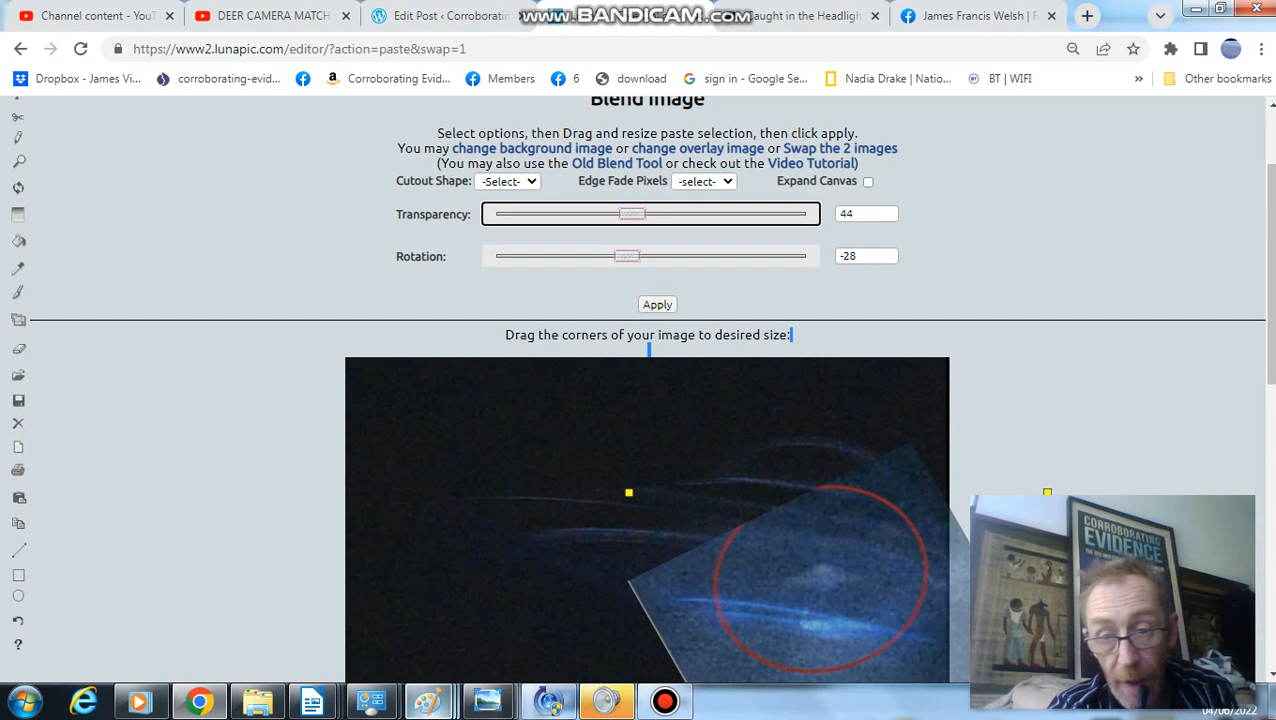 Channel content - YouT
DEER CAMERA MATCH
Edit Post ‹ Corroborating
www.BANDICAM.com
aught in the Headligh
James Francis Welsh | F
https://www2.lunapic.com/editor/?action=paste&swap=1
Dropbox - James Vi...
corroborating-evid...
Corroborating Evid...
Members
6
download
sign in - Google Se...
Nadia Drake | Natio...
BT | WIFI
»
Other bookmarks
Blend Image
Select options, then Drag and resize paste selection, then click apply.
You may change background image or change overlay image or Swap the 2 images
(You may also use the Old Blend Tool or check out the Video Tutorial)
Cutout Shape: -Select- Edge Fade Pixels -select- Expand Canvas
Transparency: 44
Rotation: -28
Apply
Drag the corners of your image to desired size:
CORROBORATING
EVIDENCE
04/06/2022